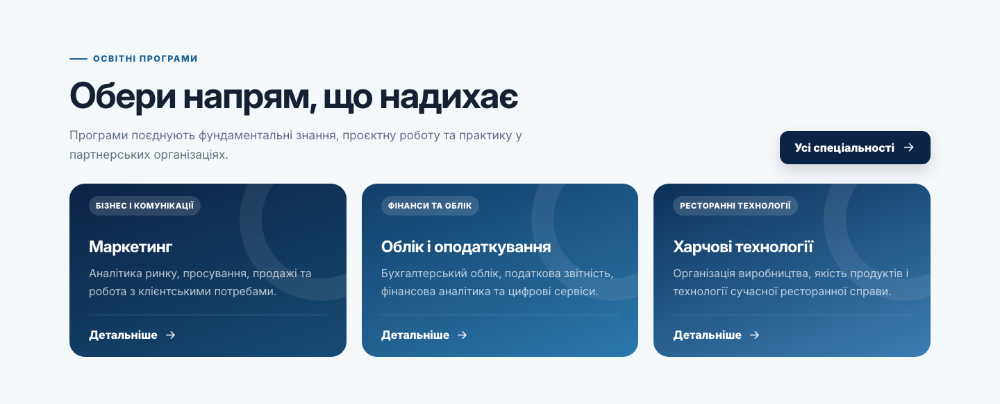 ОСВІТНІ ПРОГРАМИ
Обери напрям, що надихає
Програми поєднують фундаментальні знання, проєктну роботу та практику у
партнерських організаціях.
Усі спеціальності →
БІЗНЕС І КОМУНІКАЦІЇ
Маркетинг
Аналітика ринку, просування, продажі та
робота з клієнтськими потребами.
Детальніше →
ФІНАНСИ ТА ОБЛІК
Облік і оподаткування
Бухгалтерський облік, податкова звітність,
фінансова аналітика та цифрові сервіси.
Детальніше →
РЕСТОРАННІ ТЕХНОЛОГІЇ
Харчові технології
Організація виробництва, якість продуктів і
технології сучасної ресторанної справи.
Детальніше →